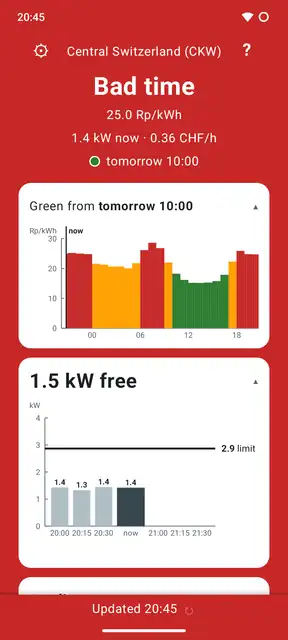 20:45
Central Switzerland (CKW) ?
Bad time
25.0 Rp/kWh
1.4 kW now · 0.36 CHF/h
tomorrow 10:00
Green from tomorrow 10:00
Rp/kWh
now
30
20
10
0
00 06 12 18
1.5 kW free
kW
4
3
2.9 limit
2
1.4 1.3 1.4 1.4
1
0
20:00 20:15 20:30 now 21:00 21:15 21:30
Updated 20:45